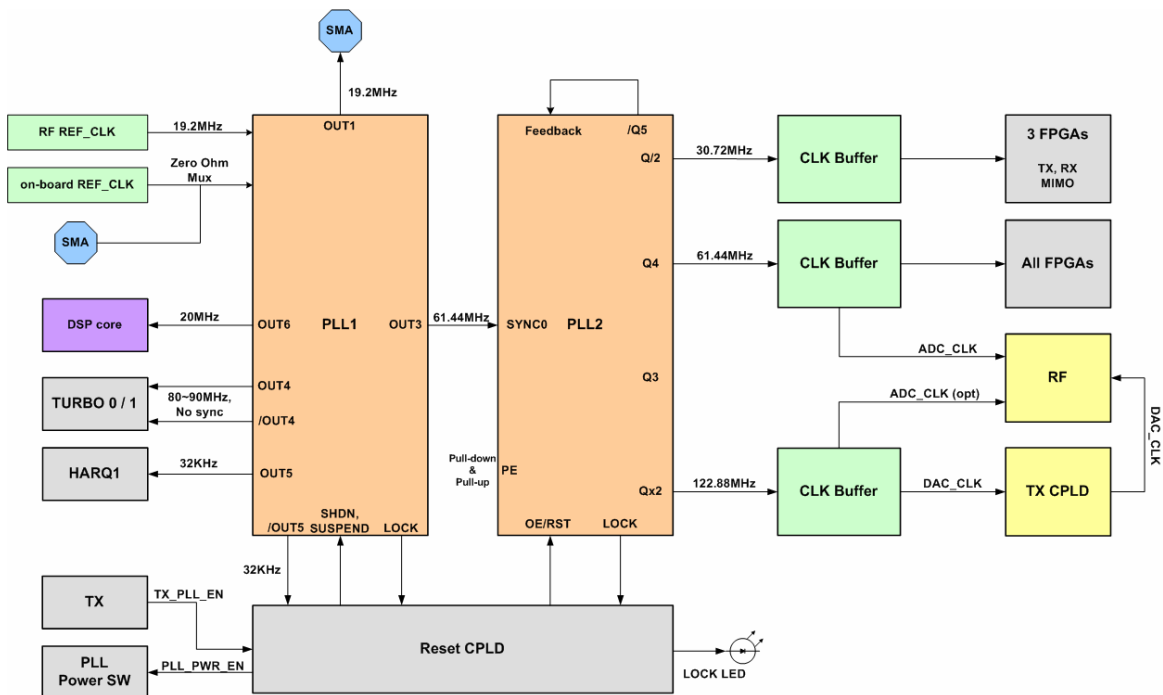 SMA
19.2MHz
RF REF_CLK
19.2MHz
OUT1
Feedback
/Q5
Q/2
30.72MHz
CLK Buffer
3 FPGAs
TX, RX
MIMO
Zero Ohm
Mux
on-board REF_CLK
SMA
Q4
61.44MHz
CLK Buffer
All FPGAs
DSP core
20MHz
OUT6
PLL1
OUT3
61.44MHz
SYNC0
PLL2
ADC_CLK
RF
Q3
TURBO 0 / 1
OUT4
80~90MHz,
No sync
/OUT4
ADC_CLK (opt)
DAC_CLK
HARQ1
32KHz
OUT5
Pull-down
&
Pull-up
PE
Qx2
122.88MHz
CLK Buffer
DAC_CLK
TX CPLD
/OUT5
SHDN,
SUSPEND
LOCK
OE/RST
LOCK
32KHz
TX
TX_PLL_EN
Reset CPLD
PLL
Power SW
PLL_PWR_EN
LOCK LED